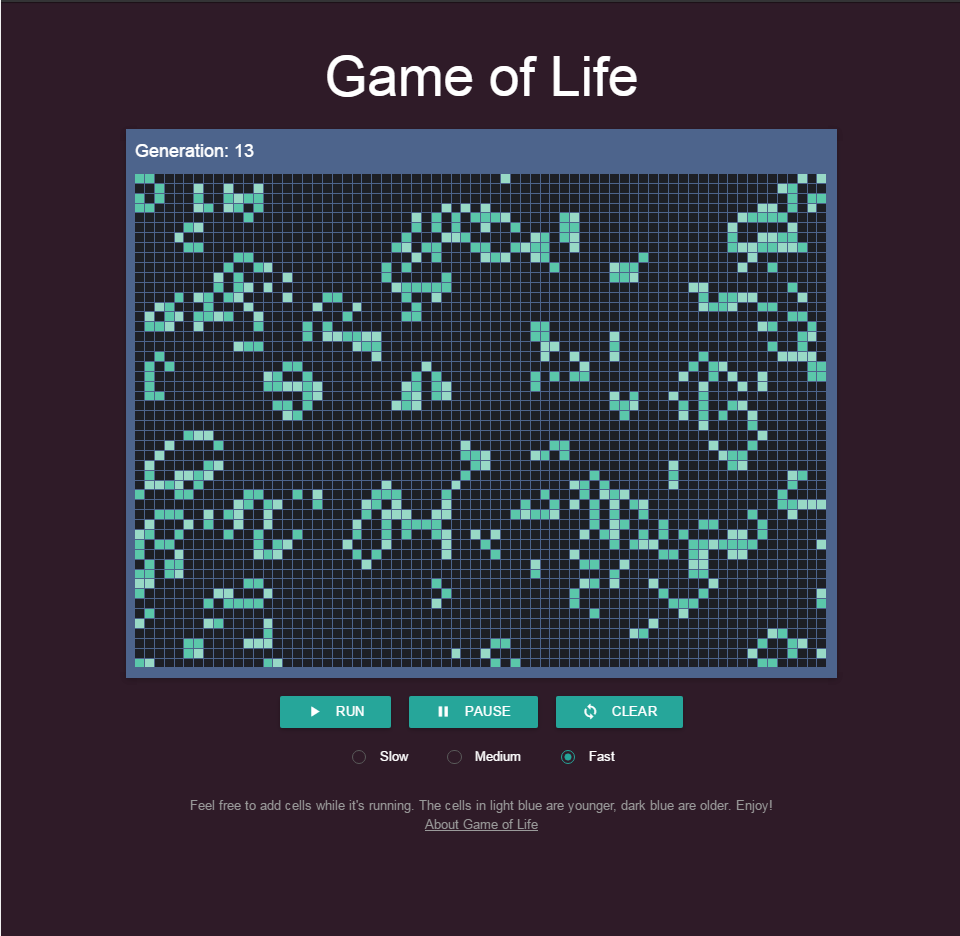 Game of Life
Generation: 13
RUN PAUSE CLEAR
Slow Medium Fast
Feel free to add cells while it's running. The cells in light blue are younger, dark blue are older. Enjoy!
About Game of Life